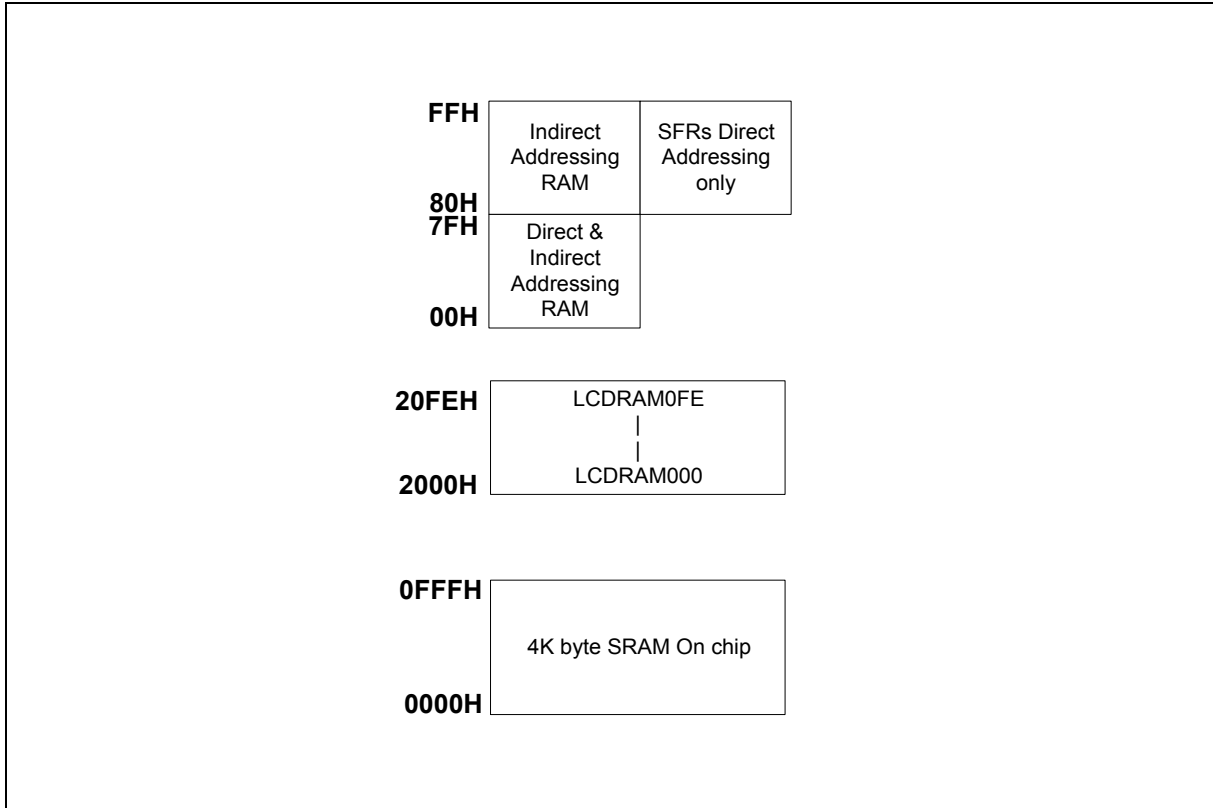 FFH
Indirect
Addressing
RAM
SFRs Direct
Addressing
only
80H
7FH
Direct &
Indirect
Addressing
RAM
00H
20FEH
LCDRAM0FE
|
|
LCDRAM000
2000H
0FFFH
4K byte SRAM On chip
0000H